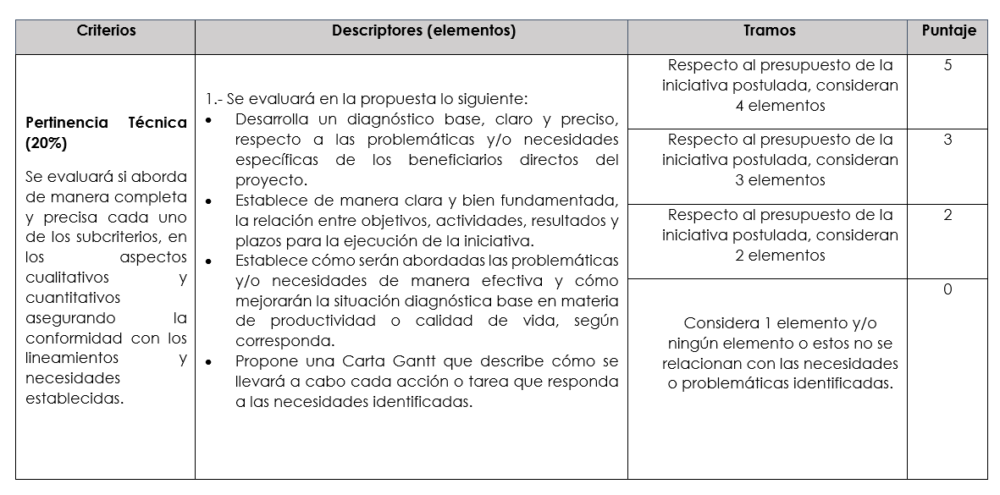 Criterios
Descriptores (elementos)
Tramos
Puntaje
Pertinencia Técnica
(20%)
Se evaluará si aborda
de manera completa
y precisa cada uno
de los subcriterios, en
los aspectos
cualitativos y
cuantitativos
asegurando la
conformidad con los
lineamientos y
necesidades
establecidas.
1.- Se evaluará en la propuesta lo siguiente:
• Desarrolla un diagnóstico base, claro y preciso,
respecto a las problemáticas y/o necesidades
específicas de los beneficiarios directos del
proyecto.
• Establece de manera clara y bien fundamentada,
la relación entre objetivos, actividades, resultados y
plazos para la ejecución de la iniciativa.
• Establece cómo serán abordadas las problemáticas
y/o necesidades de manera efectiva y cómo
mejorarán la situación diagnóstica base en materia
de productividad o calidad de vida, según
corresponda.
• Propone una Carta Gantt que describe cómo se
llevará a cabo cada acción o tarea que responda
a las necesidades identificadas.
Respecto al presupuesto de la
iniciativa postulada, consideran
4 elementos
5
Respecto al presupuesto de la
iniciativa postulada, consideran
3 elementos
3
Respecto al presupuesto de la
iniciativa postulada, consideran
2 elementos
2
Considera 1 elemento y/o
ningún elemento o estos no se
relacionan con las necesidades
o problemáticas identificadas.
0